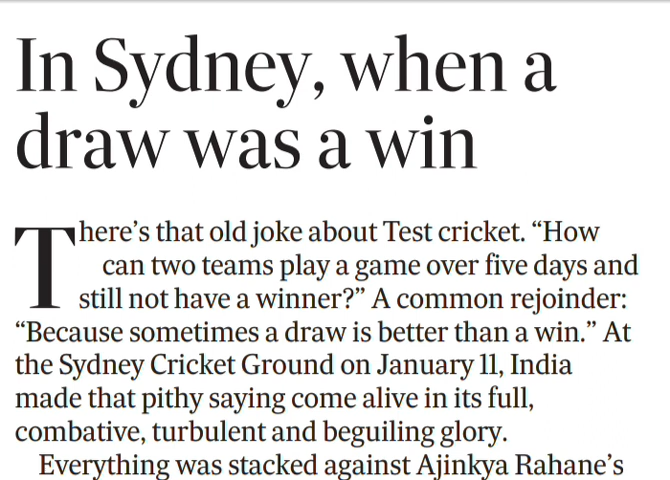 In Sydney, when a
draw was a win
There's that old joke about Test cricket. “How
can two teams play a game over five days and
still not have a winner?” A common rejoinder:
“Because sometimes a draw is better than a win.” At
the Sydney Cricket Ground on January 11, India
made that pithy saying come alive in its full,
combative, turbulent and beguiling glory.
Everything was stacked against Ajinkya Rahane's